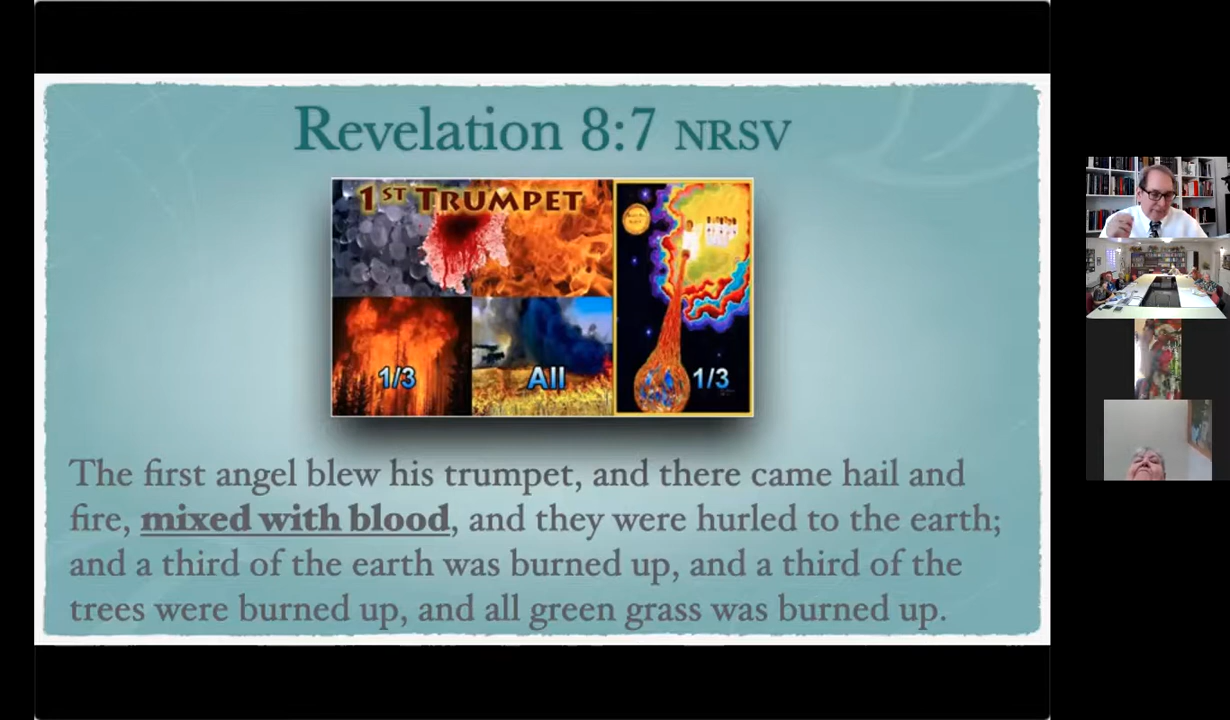 Revelation 8:7 NRSV
1ST TRUMPET
1/3
All
1/3
The first angel blew his trumpet, and there came hail and
fire, mixed with blood, and they were hurled to the earth;
and a third of the earth was burned up, and a third of the
trees were burned up, and all green grass was burned up.